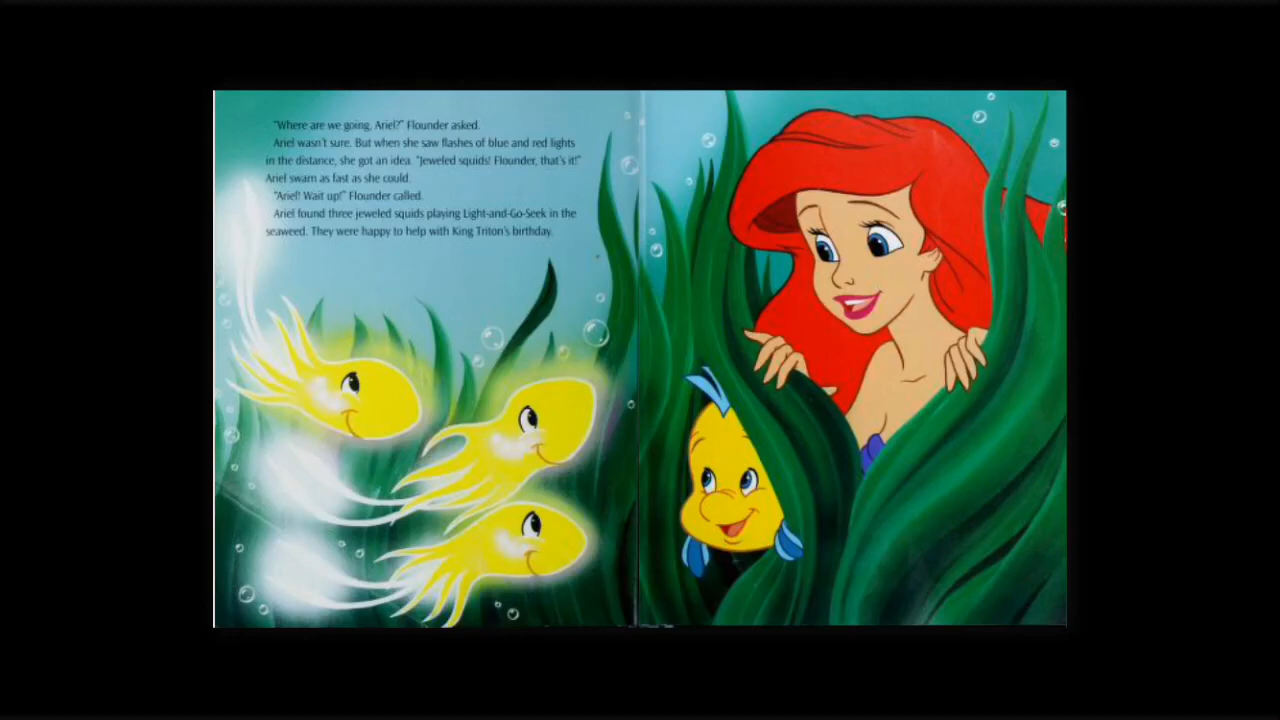 "Where are we going, Ariel?" Flounder asked.
Ariel wasn't sure. But when she saw flashes of blue and red lights
in the distance, she got an idea. "Jeweled squids! Flounder, that's it!"
Ariel swam as fast as she could.
"Ariel! Wait up!" Flounder called.
Ariel found three jeweled squids playing Light-and-Go-Seek in the
seaweed. They were happy to help with King Triton's birthday.